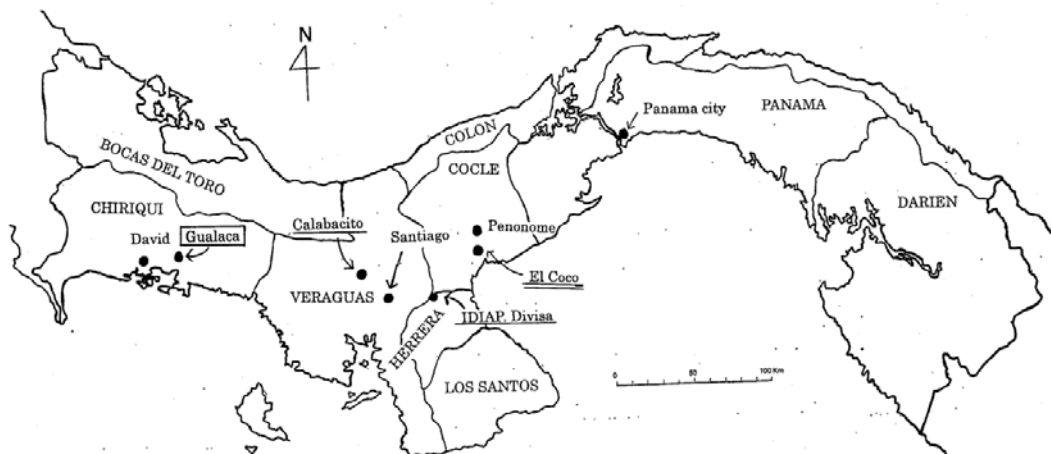 N
COLON
PANAMA
Panama city
BOCAS DEL TORO
COCLE
DARIEN
CHIRIQUI
Calabacito
Penonome
David
Gualaca
Santiago
El Coco
VERAGUAS
IDIAP. Divisa
HERRERA
LOS SANTOS
0 50 100 Km